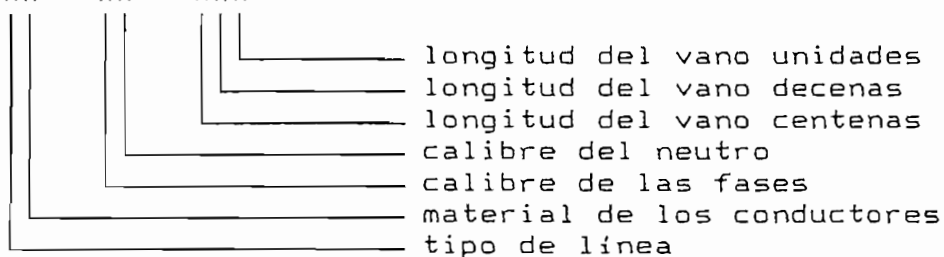 longitud del vano unidades
longitud del vano decenas
longitud del vano centenas
calibre del neutro
calibre de las fases
material de los conductores
tipo de línea